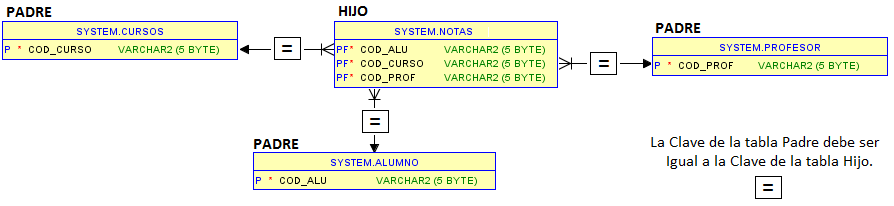 PADRE
SYSTEM.CURSOS
P * COD_CURSO VARCHAR2 (5 BYTE)
=
HIJO
SYSTEM.NOTAS
PF* COD_ALU VARCHAR2 (5 BYTE)
PF* COD_CURSO VARCHAR2 (5 BYTE)
PF* COD_PROF VARCHAR2 (5 BYTE)
=
PADRE
SYSTEM.PROFESOR
P * COD_PROF VARCHAR2 (5 BYTE)
=
PADRE
SYSTEM.ALUMNO
P * COD_ALU VARCHAR2 (5 BYTE)
La Clave de la tabla Padre debe ser
Igual a la Clave de la tabla Hijo.
=